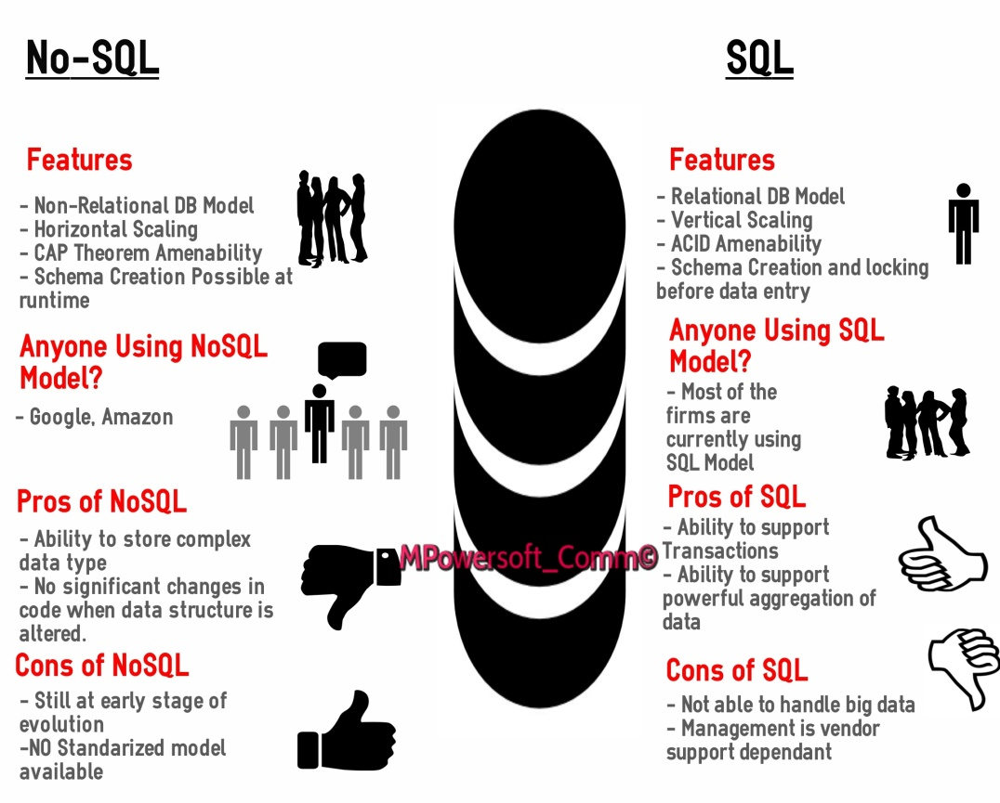 No-SQL
Features
- Non-Relational DB Model
- Horizontal Scaling
- CAP Theorem Amenability
- Schema Creation Possible at
runtime
Anyone Using NoSQL
Model?
- Google, Amazon
Pros of NoSQL
- Ability to store complex
data type
- No significant changes in
code when data structure is
altered.
Cons of NoSQL
- Still at early stage of
evolution
-NO Standarized model
available
MPowersoft_Comm©
SQL
Features
- Relational DB Model
- Vertical Scaling
- ACID Amenability
- Schema Creation and locking
before data entry
Anyone Using SQL
Model?
- Most of the
firms are
currently using
SQL Model
Pros of SQL
- Ability to support
Transactions
- Ability to support
powerful aggregation of
data
Cons of SQL
- Not able to handle big data
- Management is vendor
support dependant